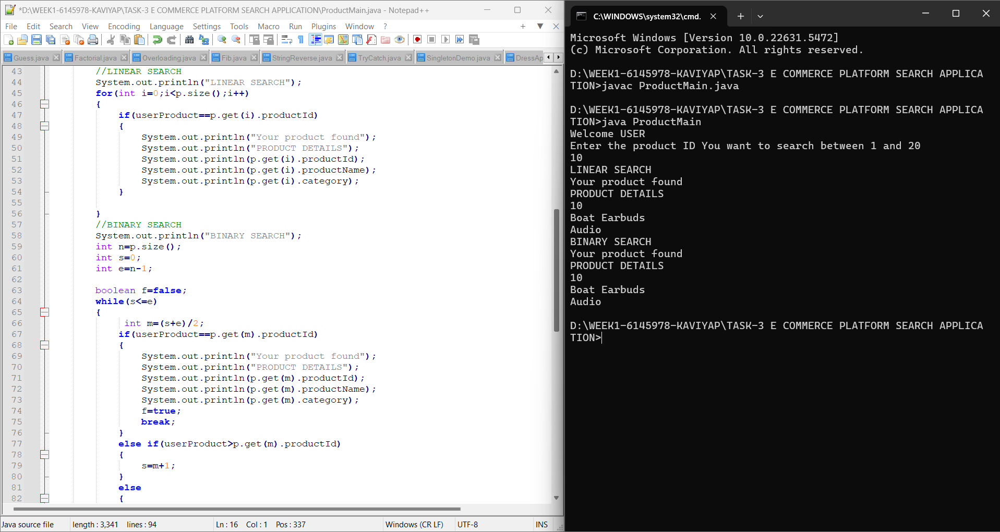 *D:\WEEK1-6145978-KAVIYAP\TASK-3 E COMMERCE PLATFORM SEARCH APPLICATION\ProductMain.java - Notepad++
File Edit Search View Encoding Language Settings Tools Macro Run Plugins Window ?
Guess.java Factorial.java Overloading.java Fib.java StringReverse.java TryCatch.java SingletonDemo.java DressAp
43 //LINEAR SEARCH
44 System.out.println("LINEAR SEARCH");
45 for(int i=0;i<p.size();i++)
46 {
47 if(userProduct==p.get(i).productId)
48 {
49 System.out.println("Your product found");
50 System.out.println("PRODUCT DETAILS");
51 System.out.println(p.get(i).productId);
52 System.out.println(p.get(i).productName);
53 System.out.println(p.get(i).category);
54 }
55
56 }
57 //BINARY SEARCH
58 System.out.println("BINARY SEARCH");
59 int n=p.size();
60 int s=0;
61 int e=n-1;
62
63 boolean f=false;
64 while(s<=e)
65 {
66 int m=(s+e)/2;
67 if(userProduct==p.get(m).productId)
68 {
69 System.out.println("Your product found");
70 System.out.println("PRODUCT DETAILS");
71 System.out.println(p.get(m).productId);
72 System.out.println(p.get(m).productName);
73 System.out.println(p.get(m).category);
74 f=true;
75 break;
76 }
77 else if(userProduct>p.get(m).productId)
78 {
79 s=m+1;
80 }
81 else
82 {
Java source file length : 3,341 lines : 94 Ln : 16 Col : 1 Pos : 337 Windows (CR LF) UTF-8 INS
C:\WINDOWS\system32\cmd.
Microsoft Windows [Version 10.0.22631.5472]
(c) Microsoft Corporation. All rights reserved.
D:\WEEK1-6145978-KAVIYAP\TASK-3 E COMMERCE PLATFORM SEARCH APPLICA
TION>javac ProductMain.java
D:\WEEK1-6145978-KAVIYAP\TASK-3 E COMMERCE PLATFORM SEARCH APPLICA
TION>java ProductMain
Welcome USER
Enter the product ID You want to search between 1 and 20
10
LINEAR SEARCH
Your product found
PRODUCT DETAILS
10
Boat Earbuds
Audio
BINARY SEARCH
Your product found
PRODUCT DETAILS
10
Boat Earbuds
Audio
D:\WEEK1-6145978-KAVIYAP\TASK-3 E COMMERCE PLATFORM SEARCH APPLICA
TION>